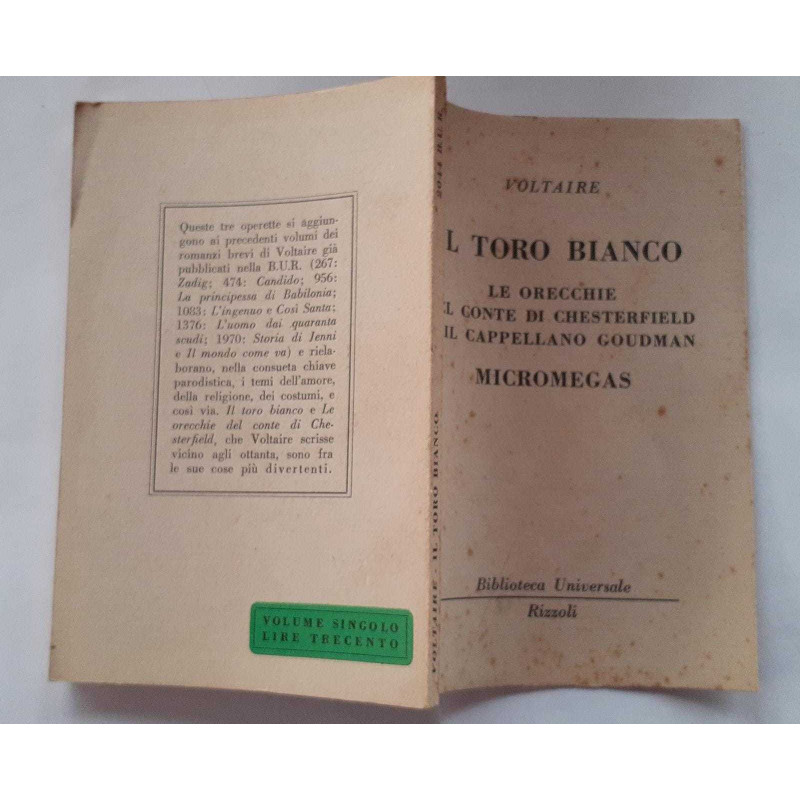 Queste tre operette si aggiun-
gono ai precedenti volumi dei
romanzi brevi di Voltaire già
pubblicati nella B.U.R. (267:
Zadig; 474: Candido; 956:
La principessa di Babilonia;
1083: L'ingenuo e Così Santa;
1376: L'uomo dai quaranta
scudi; 1970: Storia di Jenni
e Il mondo come va) e riela-
borano, nella consueta chiave
parodistica, i temi dell'amore,
della religione, dei costumi, e
così via. Il toro bianco e Le
orecchie del conte di Che-
sterfield, che Voltaire scrisse
vicino agli ottanta, sono fra
le sue cose più divertenti.
VOLUME SINGOLO
LIRE TRECENTO
VOLTAIRE - IL TORO BIANCO
2044 B.U.R.
VOLTAIRE
L TORO BIANCO
LE ORECCHIE
EL CONTE DI CHESTERFIELD
IL CAPPELLANO GOUDMAN
MICROMEGAS
Biblioteca Universale
Rizzoli